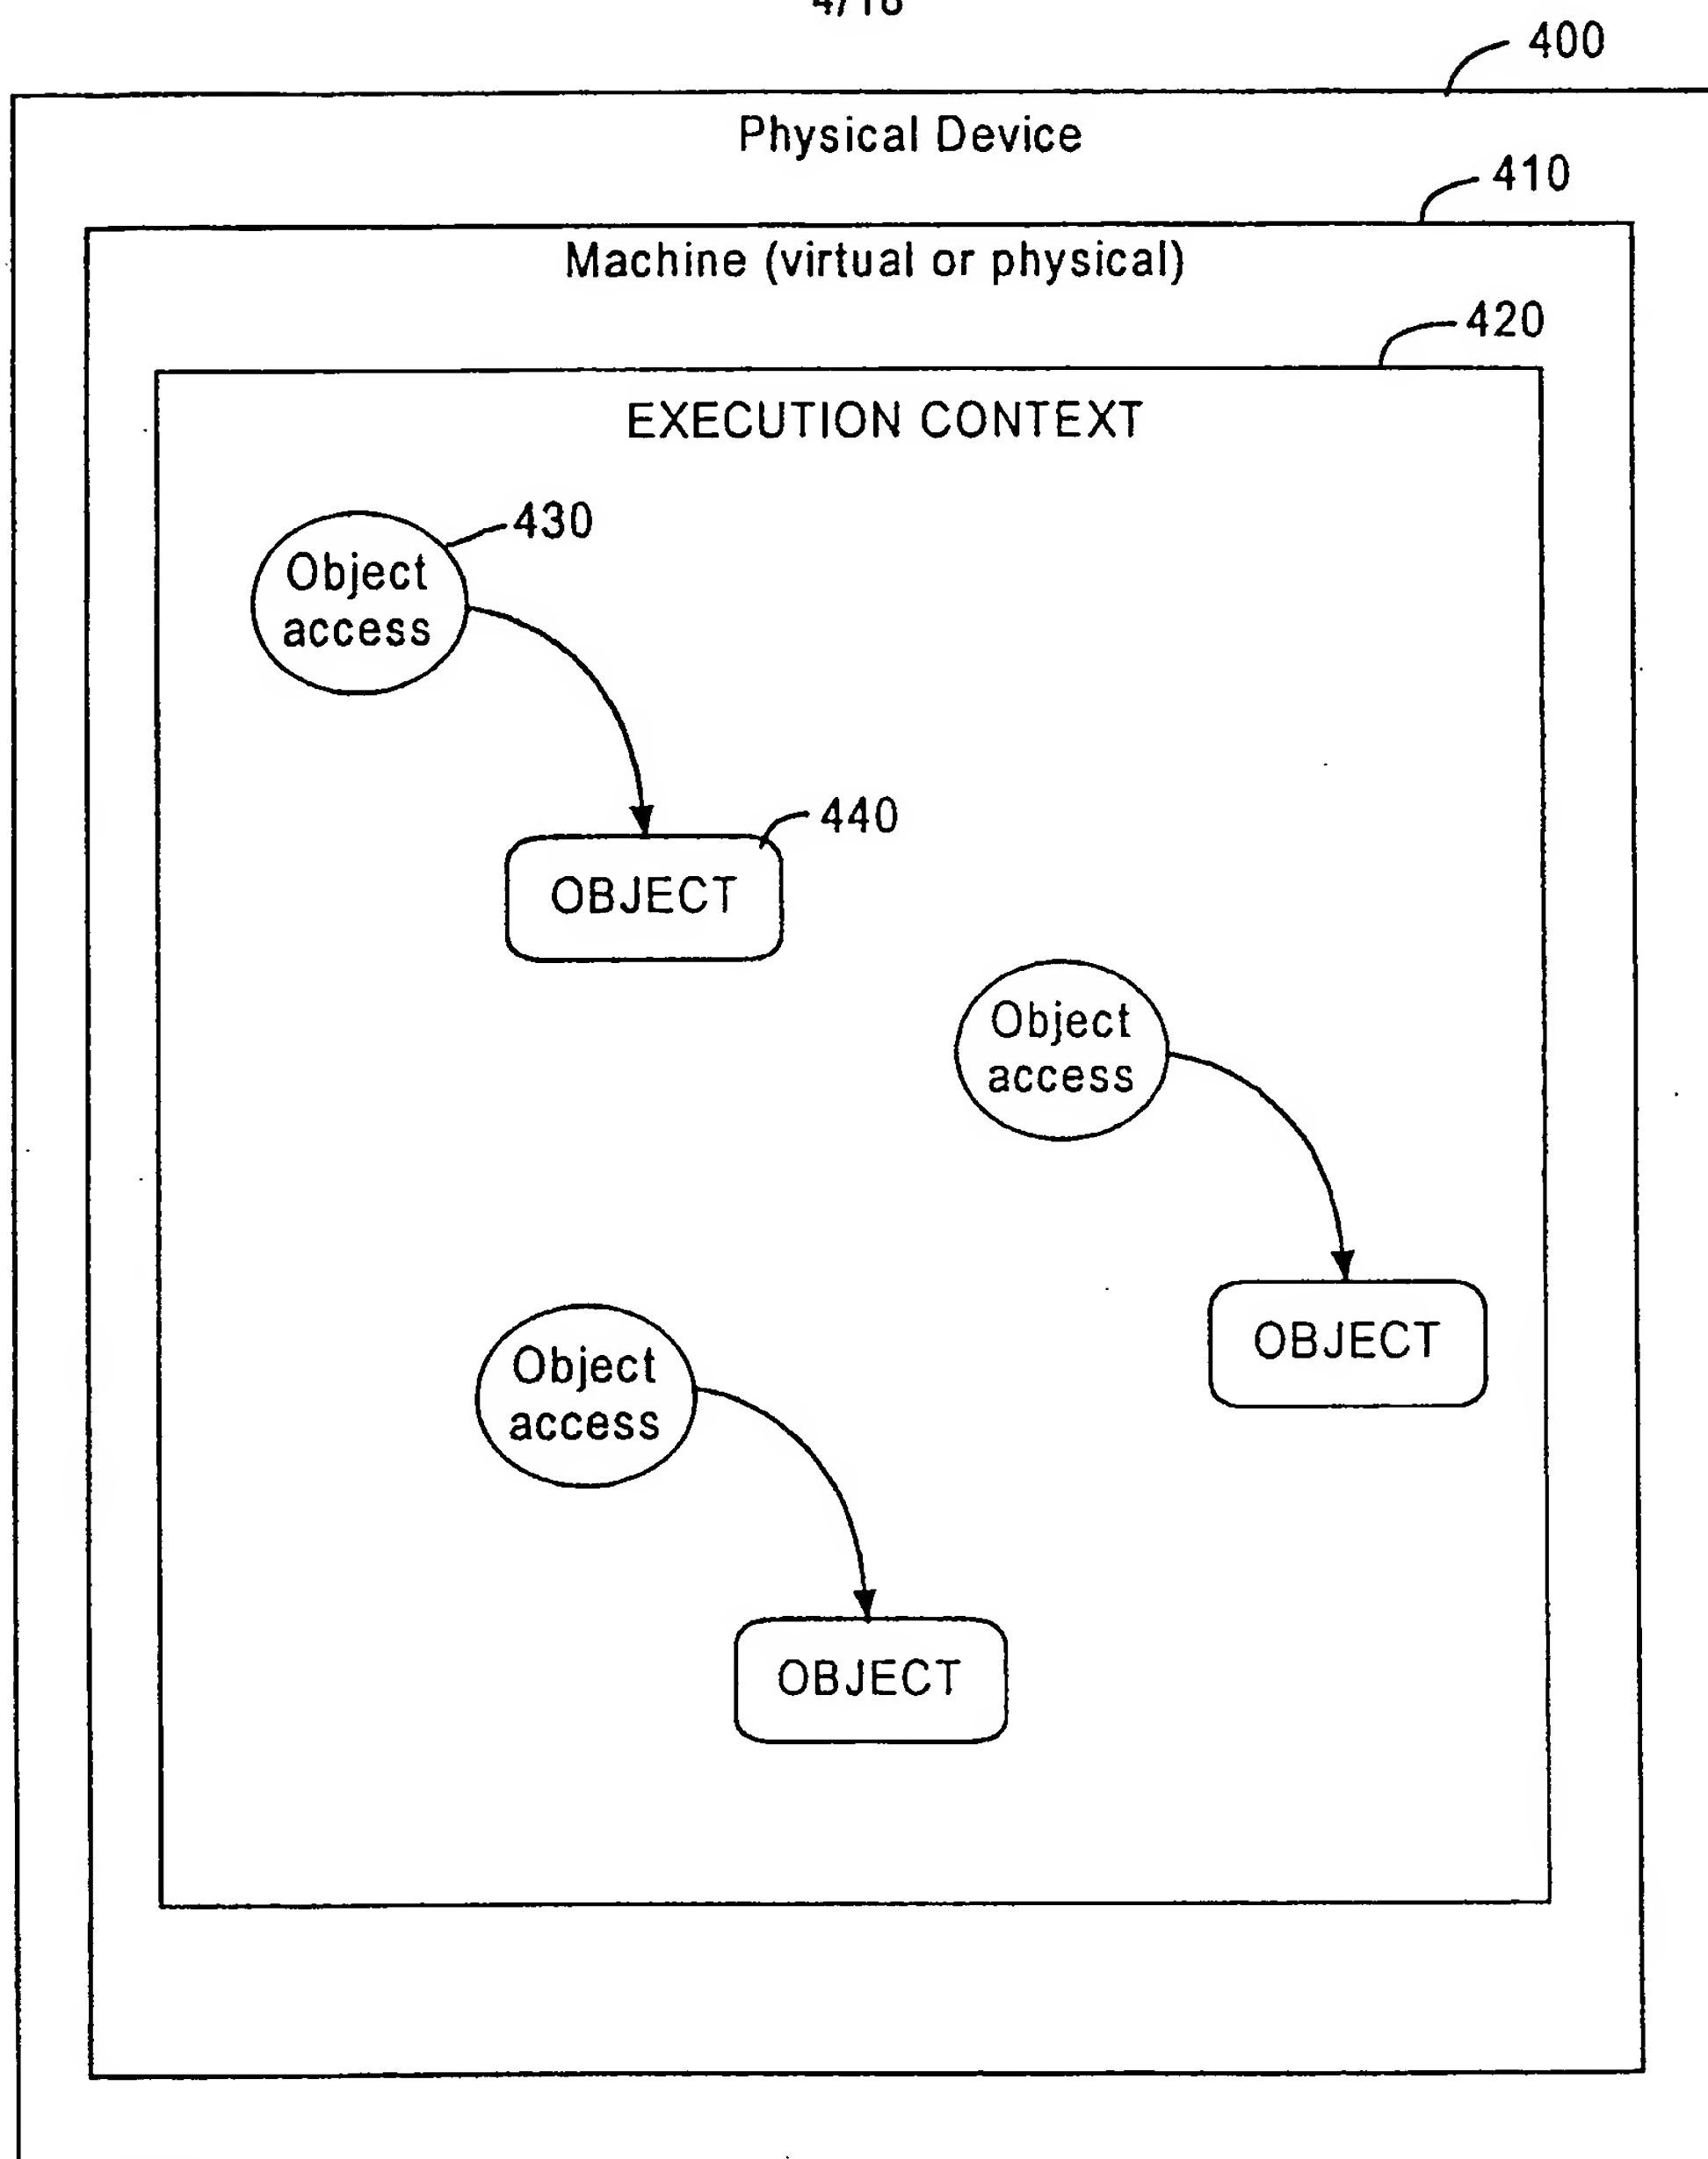 400
Physical Device
410
Machine (virtual or physical)
420
EXECUTION CONTEXT
430
Object
access
440
OBJECT
Object
access
OBJECT
Object
access
OBJECT